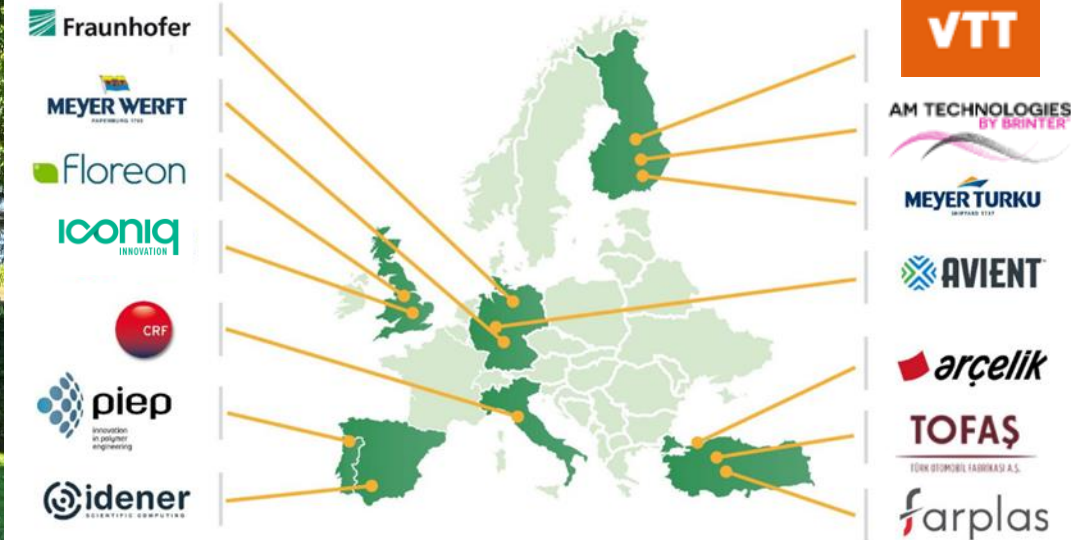 Fraunhofer
MEYER WERFT
PAPENBURG 1795
Floreon
ICONIQ
INNOVATION
CRF
piep
innovation
in polymer
engineering
idener
SCIENTIFIC COMPUTING
VTT
AM TECHNOLOGIES
BY BRINTER
MEYER TURKU
SHIPYARD 1737
AVIENT
arçelik
TOFAŞ
TÜRK OTOMOBİL FABRİKASI A.Ş.
farplas